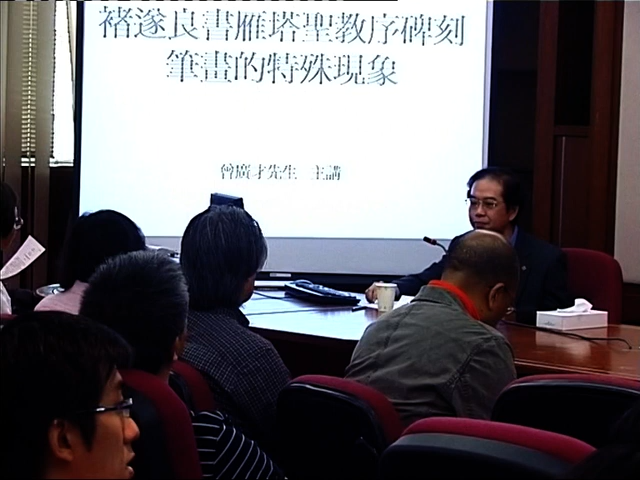 褚遂良書雁塔聖教序碑刻
筆畫的特殊現象
曾廣才先生 主講